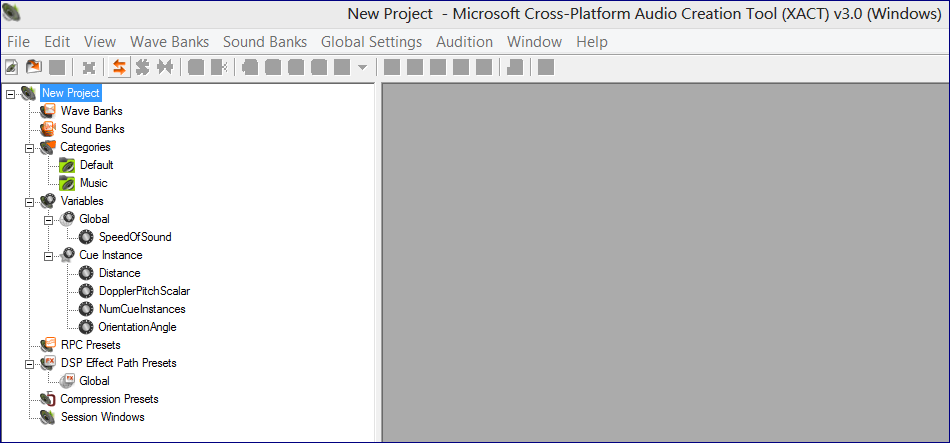 New Project - Microsoft Cross-Platform Audio Creation Tool (XACT) v3.0 (Windows)
File Edit View Wave Banks Sound Banks Global Settings Audition Window Help
New Project
Wave Banks
Sound Banks
Categories
Default
Music
Variables
Global
SpeedOfSound
Cue Instance
Distance
DopplerPitchScalar
NumCueInstances
OrientationAngle
RPC Presets
DSP Effect Path Presets
Global
Compression Presets
Session Windows